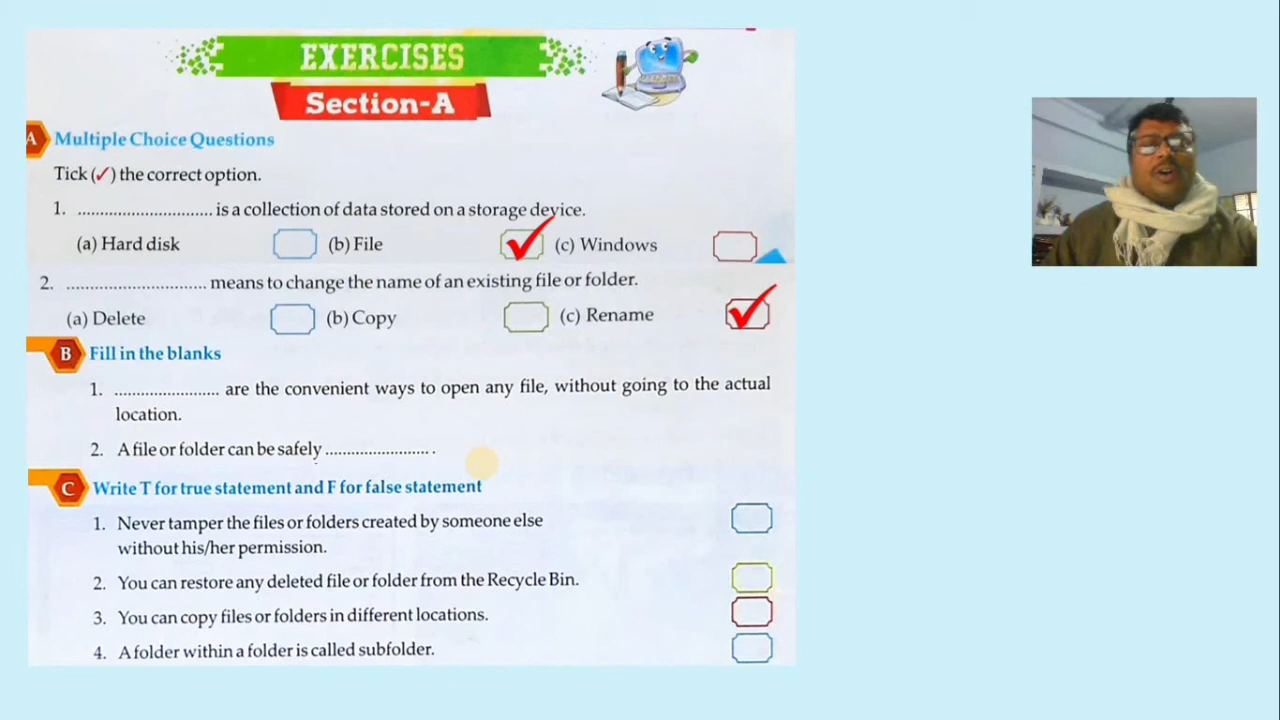 EXERCISES
Section-A
A Multiple Choice Questions
Tick (✓) the correct option.
1. .............................. is a collection of data stored on a storage device.
(a) Hard disk (b) File (c) Windows
2. ............................... means to change the name of an existing file or folder.
(a) Delete (b) Copy (c) Rename
B Fill in the blanks
1. ....................... are the convenient ways to open any file, without going to the actual
location.
2. A file or folder can be safely ....................... .
C Write T for true statement and F for false statement
1. Never tamper the files or folders created by someone else
without his/her permission.
2. You can restore any deleted file or folder from the Recycle Bin.
3. You can copy files or folders in different locations.
4. A folder within a folder is called subfolder.